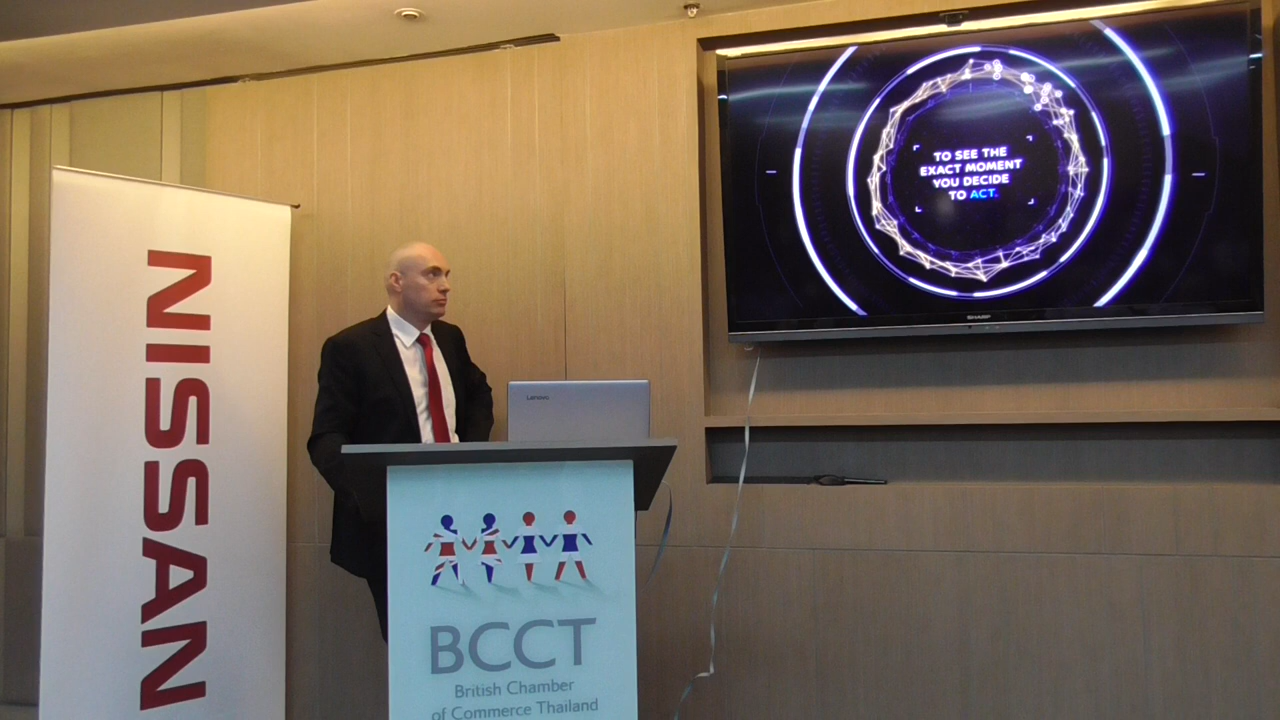 NISSAN
TO SEE THE
EXACT MOMENT
YOU DECIDE
TO ACT.
SHARP
Lenovo
BCCT
British Chamber
of Commerce Thailand